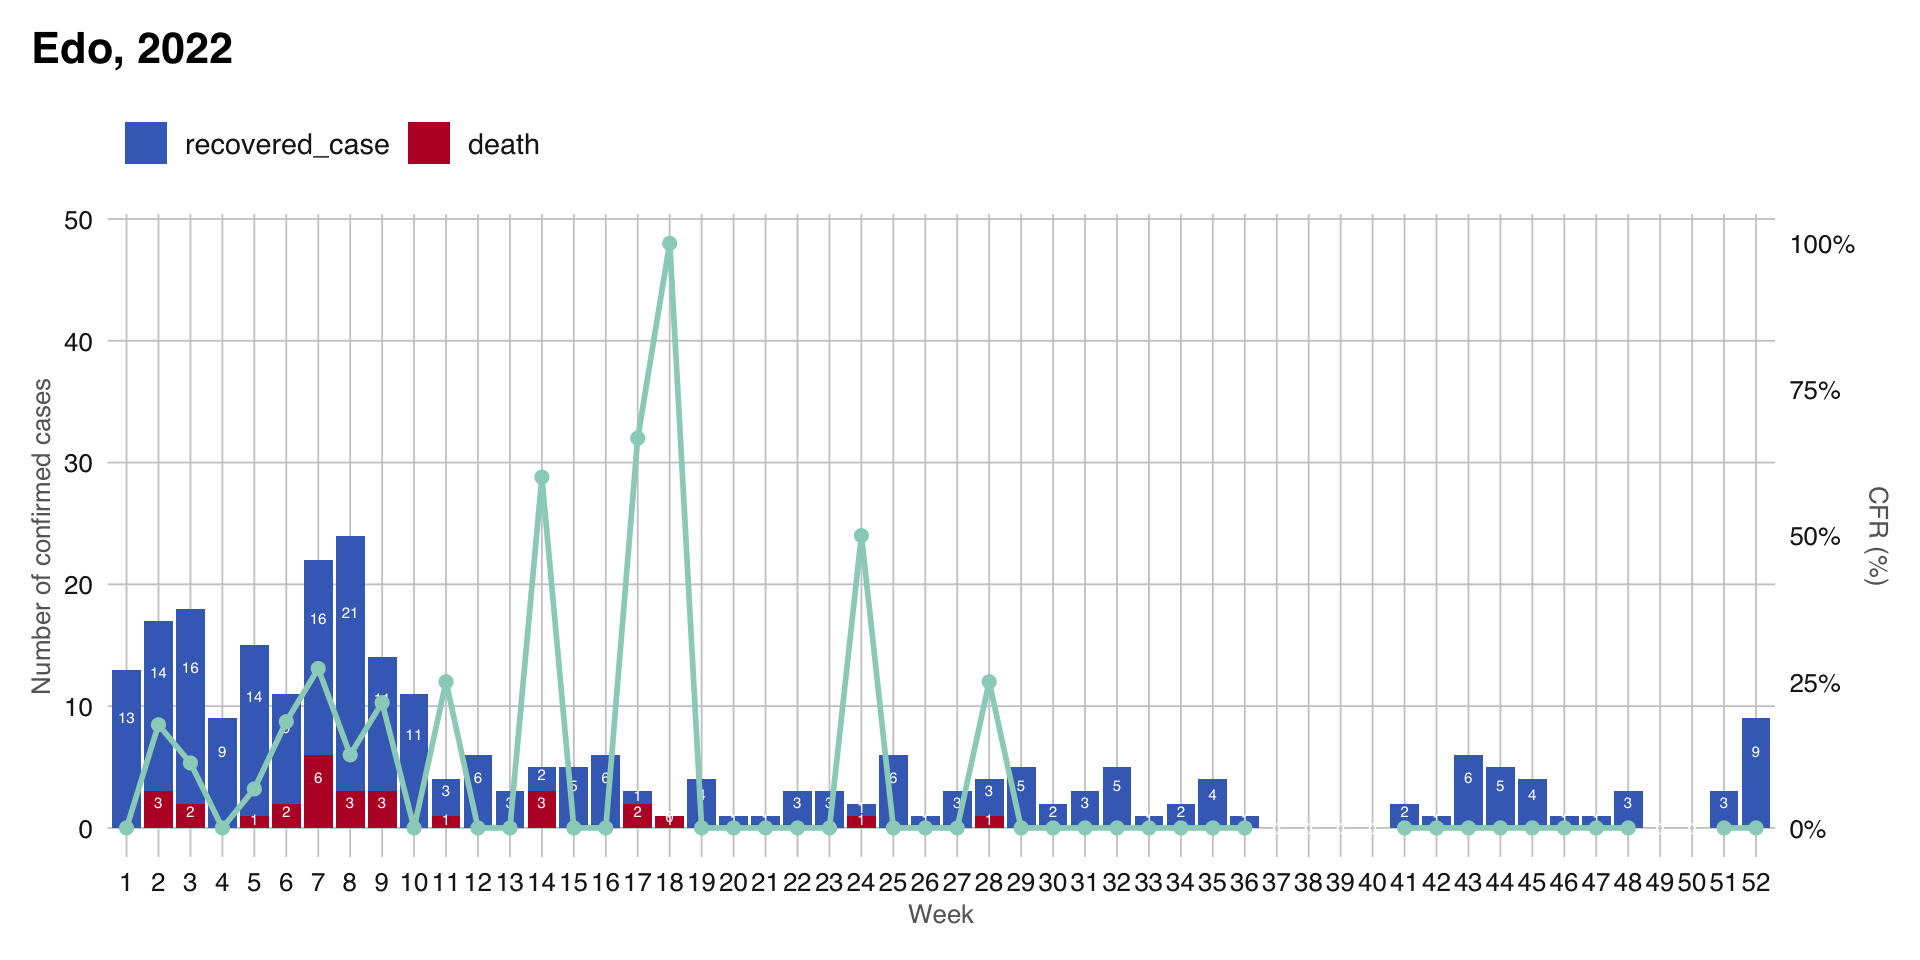 Edo, 2022
recovered_case death
50
40
30
20
10
0
Number of confirmed cases
100%
75%
50%
25%
0%
CFR (%)
13 14 16 9 14 16 21 11 3 6 2 6 3 3 6 3 5 2 3 5 2 4 2 6 5 4 3 3 9
3 2 1 2 6 3 3 1 3 2 1 1
1 2 3 4 5 6 7 8 9 10 11 12 13 14 15 16 17 18 19 20 21 22 23 24 25 26 27 28 29 30 31 32 33 34 35 36 37 38 39 40 41 42 43 44 45 46 47 48 49 50 51 52
Week